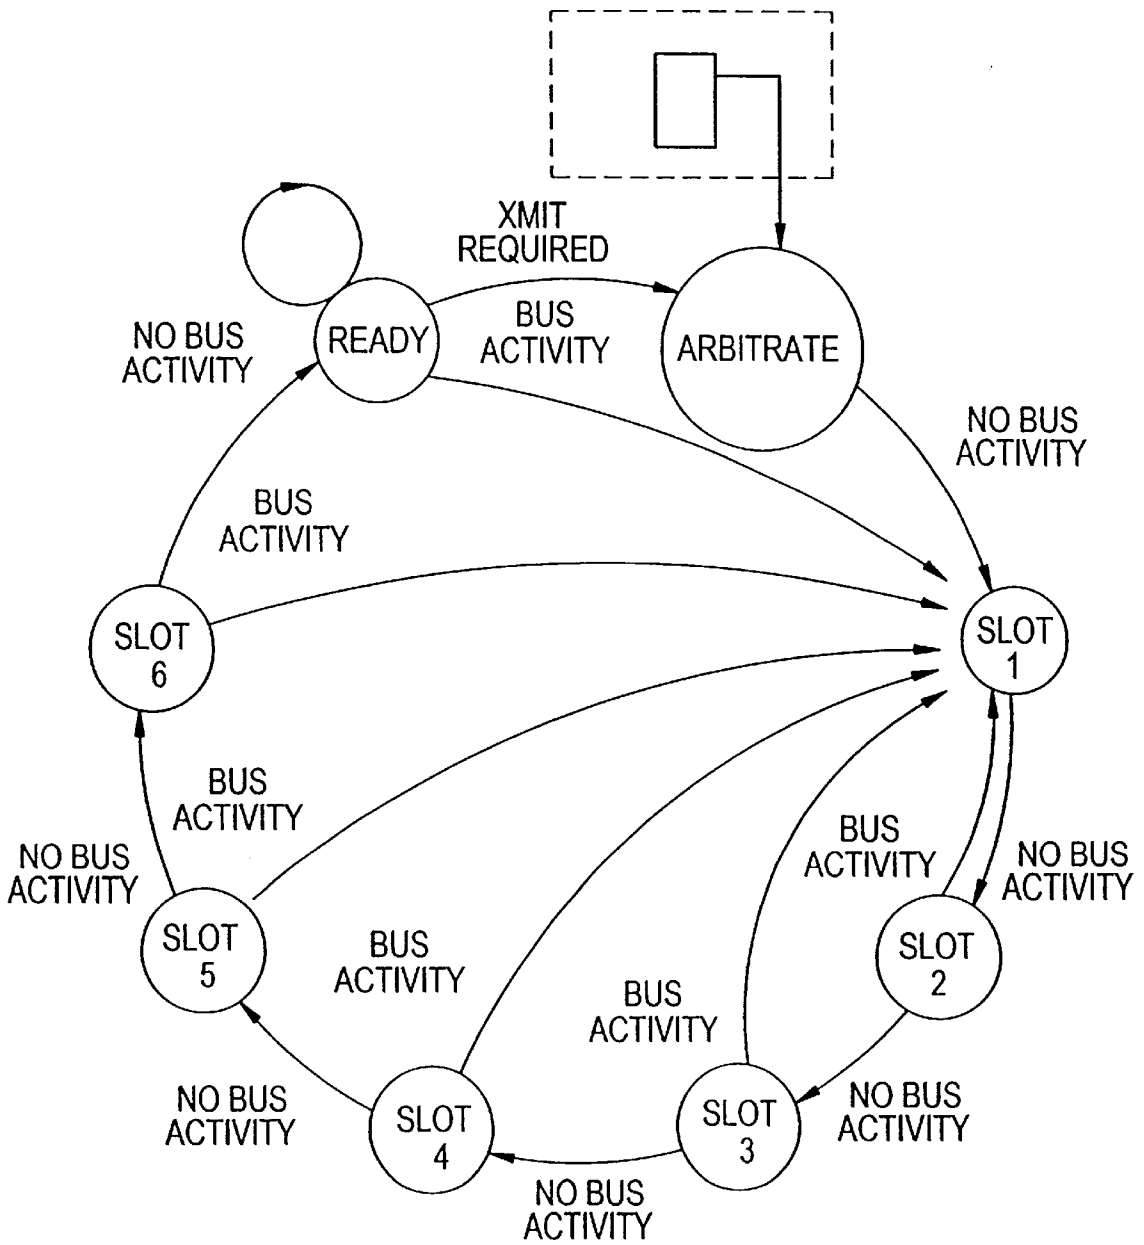 XMIT
REQUIRED
NO BUS
ACTIVITY
READY
BUS
ACTIVITY
ARBITRATE
NO BUS
ACTIVITY
BUS
ACTIVITY
SLOT
6
SLOT
1
BUS
ACTIVITY
NO BUS
ACTIVITY
BUS
ACTIVITY
NO BUS
ACTIVITY
SLOT
5
BUS
ACTIVITY
BUS
ACTIVITY
SLOT
2
NO BUS
ACTIVITY
SLOT
4
SLOT
3
NO BUS
ACTIVITY
NO BUS
ACTIVITY